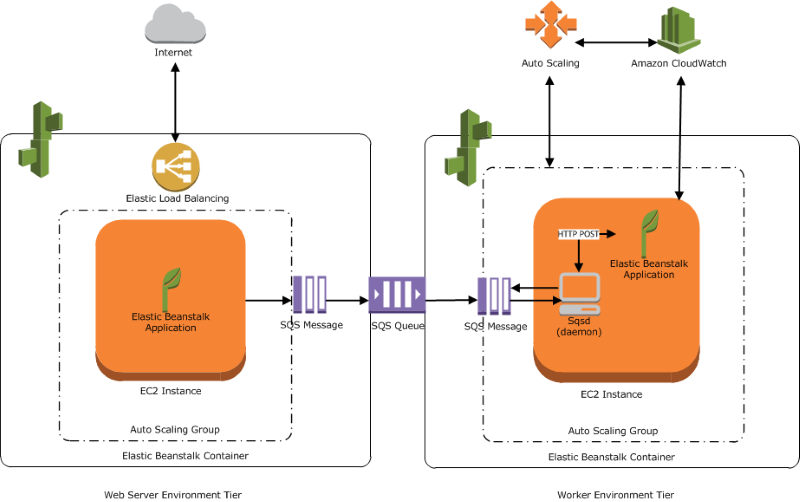 Internet
Auto Scaling
Amazon CloudWatch
Elastic Load Balancing
HTTP POST
Elastic Beanstalk
Application
Elastic Beanstalk
Application
SQS Message
SQS Queue
SQS Message
Sqsd
(daemon)
EC2 Instance
EC2 Instance
Auto Scaling Group
Auto Scaling Group
Elastic Beanstalk Container
Elastic Beanstalk Container
Web Server Environment Tier
Worker Environment Tier